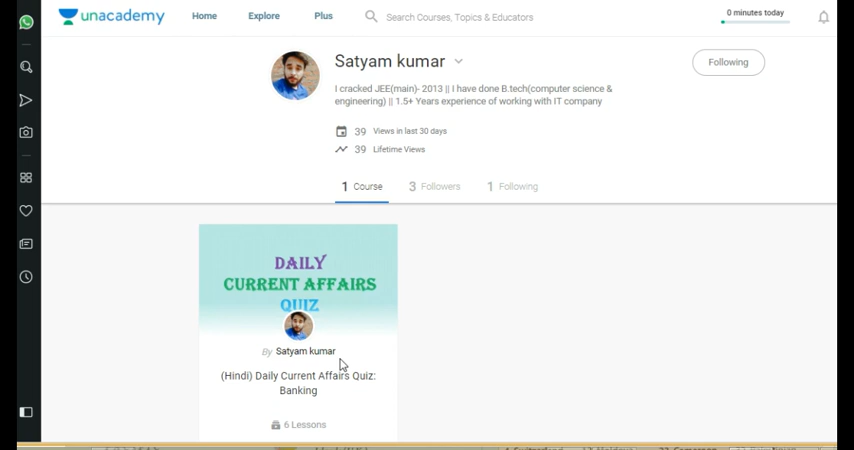 unacademy
Home
Explore
Plus
Search Courses, Topics & Educators
0 minutes today
Satyam kumar
Following
I cracked JEE(main)- 2013 || I have done B.tech(computer science &
engineering) || 1.5+ Years experience of working with IT company
39 Views in last 30 days
39 Lifetime Views
1 Course
3 Followers
1 Following
DAILY
CURRENT AFFAIRS
QUIZ
By Satyam kumar
(Hindi) Daily Current Affairs Quiz:
Banking
6 Lessons